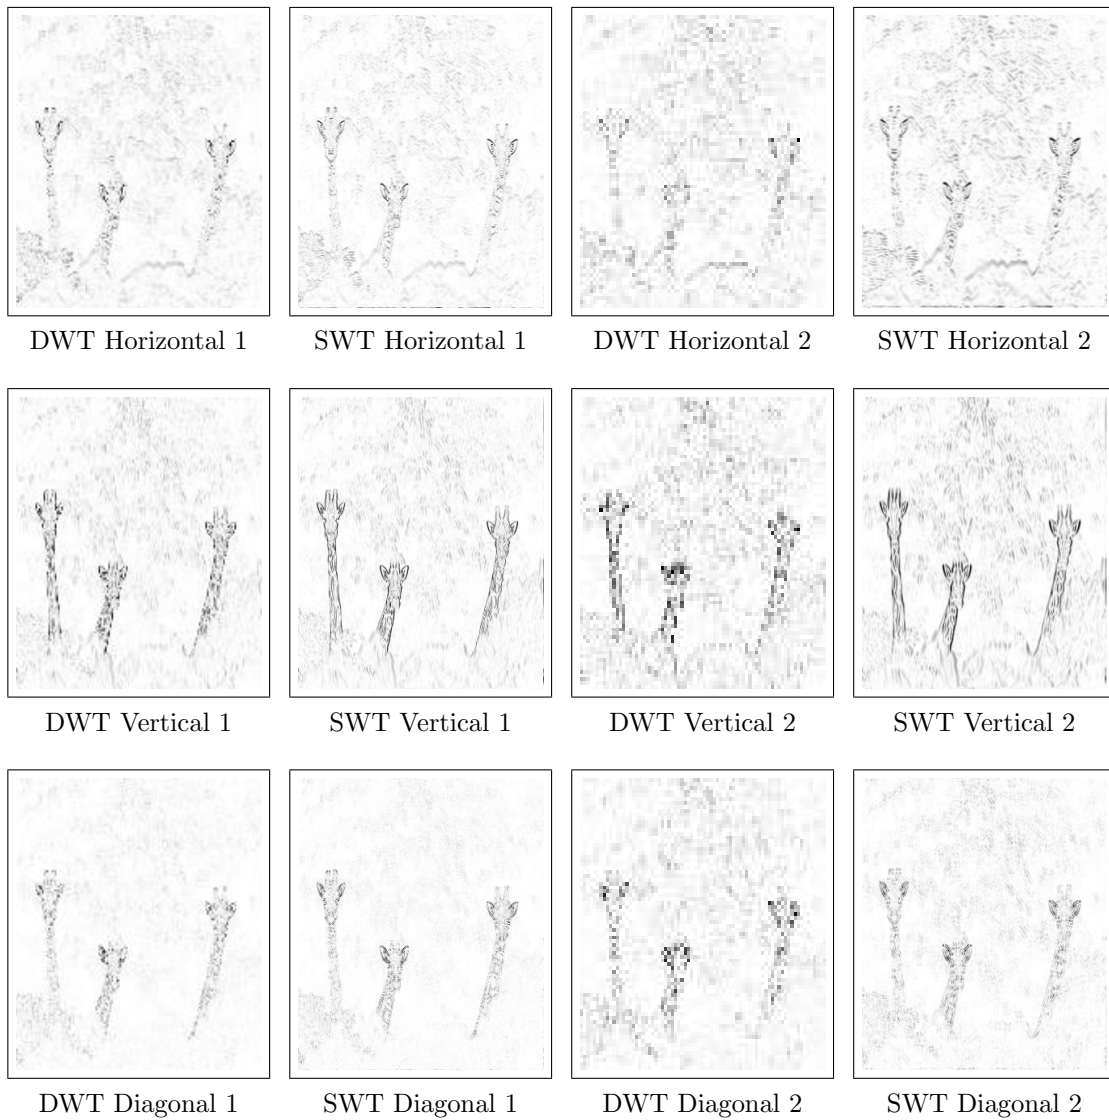 DWT Horizontal 1 SWT Horizontal 1 DWT Horizontal 2 SWT Horizontal 2
DWT Vertical 1 SWT Vertical 1 DWT Vertical 2 SWT Vertical 2
DWT Diagonal 1 SWT Diagonal 1 DWT Diagonal 2 SWT Diagonal 2